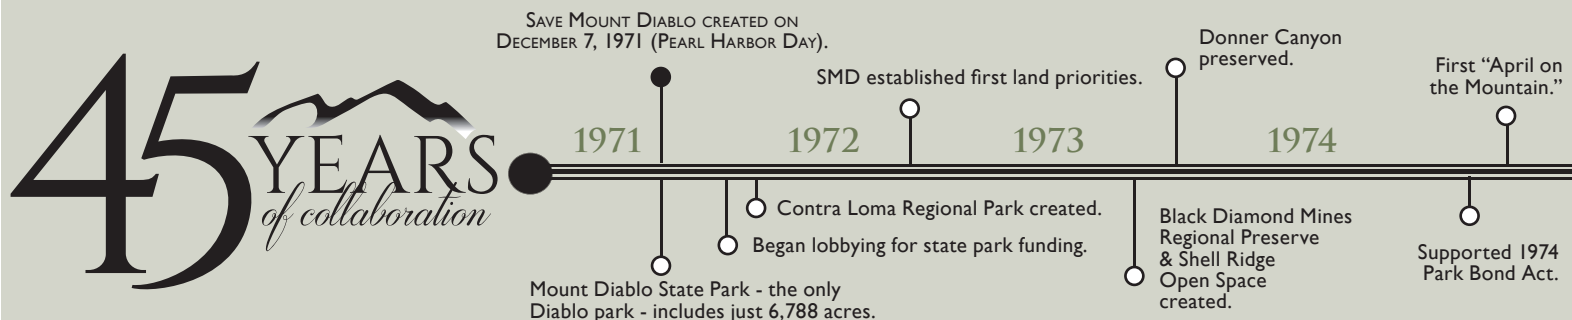 45
YEARS
of collaboration
SAVE MOUNT DIABLO CREATED ON
DECEMBER 7, 1971 (PEARL HARBOR DAY).
SMD established first land priorities.
Donner Canyon
preserved.
First “April on
the Mountain.”
1971
1972
1973
1974
Contra Loma Regional Park created.
Began lobbying for state park funding.
Mount Diablo State Park - the only
Diablo park - includes just 6,788 acres.
Black Diamond Mines
Regional Preserve
& Shell Ridge
Open Space
created.
Supported 1974
Park Bond Act.